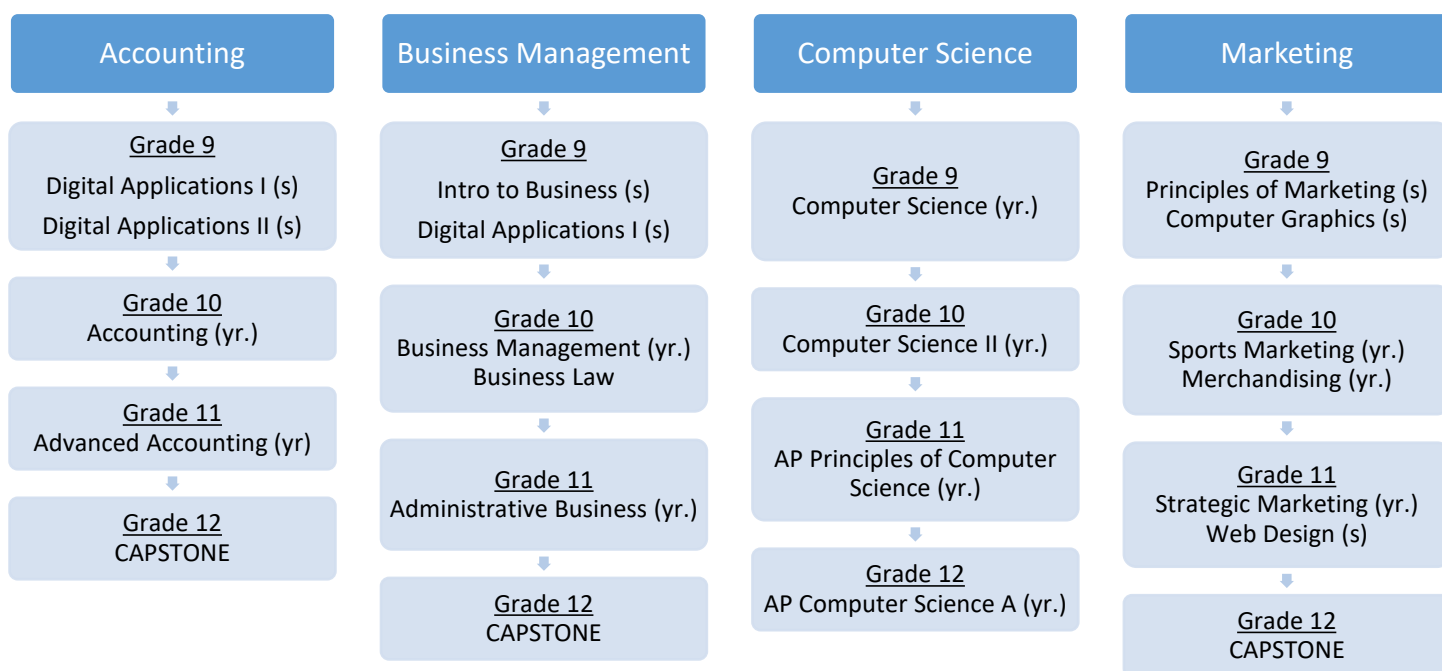 Accounting
Grade 9
Digital Applications I (s)
Digital Applications II (s)
Grade 10
Accounting (yr.)
Grade 11
Advanced Accounting (yr)
Grade 12
CAPSTONE
Business Management
Grade 9
Intro to Business (s)
Digital Applications I (s)
Grade 10
Business Management (yr.)
Business Law
Grade 11
Administrative Business (yr.)
Grade 12
CAPSTONE
Computer Science
Grade 9
Computer Science (yr.)
Grade 10
Computer Science II (yr.)
Grade 11
AP Principles of Computer
Science (yr.)
Grade 12
AP Computer Science A (yr.)
Marketing
Grade 9
Principles of Marketing (s)
Computer Graphics (s)
Grade 10
Sports Marketing (yr.)
Merchandising (yr.)
Grade 11
Strategic Marketing (yr.)
Web Design (s)
Grade 12
CAPSTONE